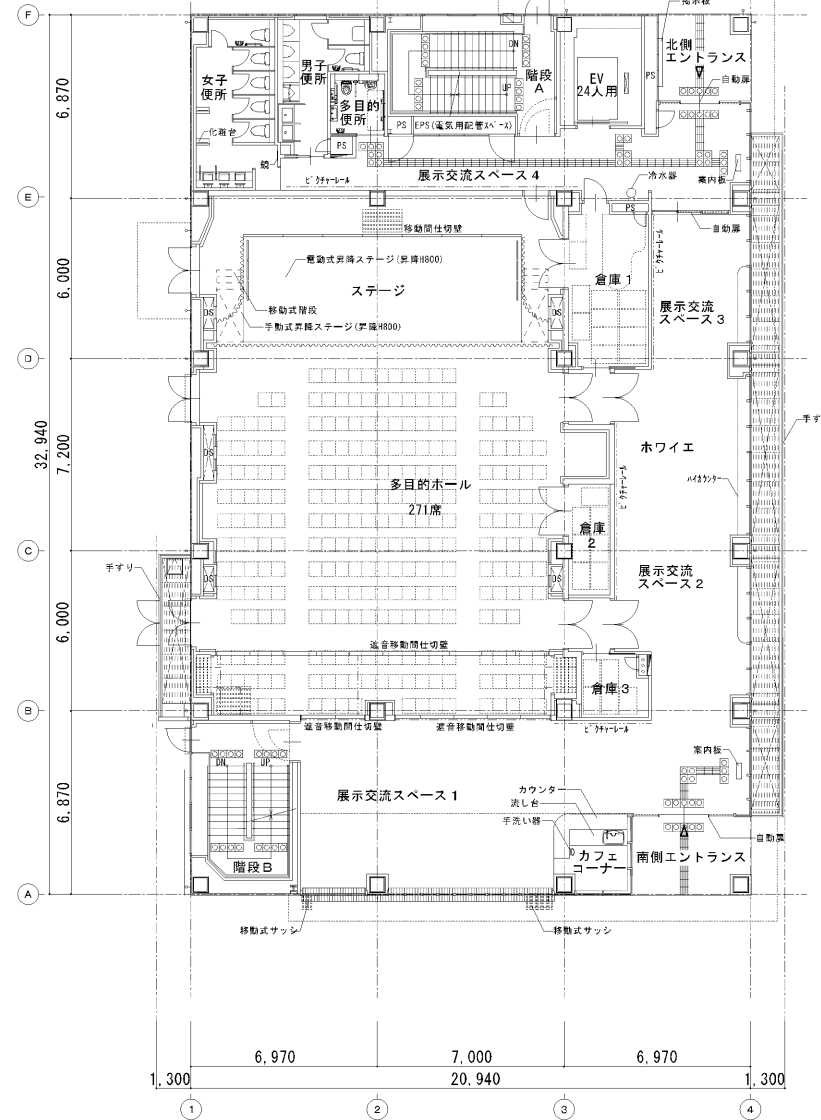 掲示板
F
北側
エントランス
DN
男子
便所
階段
A
EV
24人用
PS
女子
便所
自動扉
6,870
UP
多目的
便所
化粧台
PS
EPS(電気用配管スペース)
PS
鏡
冷水器
案内板
ピクチャーレール
展示交流スペース4
E
PS
移動間仕切壁
自動扉
ピクチャーレール
電動式昇降ステージ(昇降H800)
倉庫1
6,000
ステージ
移動式階段
展示交流
スペース3
DS
DS
手動式昇降ステージ(昇降H800)
D
手ず
32,940
7,200
ホワイエ
DS
ピクチャーレール
ハイカウンター
多目的ホール
271席
倉庫
2
C
手すり
DS
DS
展示交流
スペース2
6,000
遮音移動間仕切壁
倉庫3
B
遮音移動間仕切壁
遮音移動間仕切壁
ピクチャーレール
案内板
DN
UP
6,870
展示交流スペース1
カウンター
流し台
手洗い器
自動扉
階段B
カフェ
コーナー
南側エントランス
A
移動式サッシ
移動式サッシ
6,970
7,000
6,970
1,300
20,940
1,300
1
2
3
4